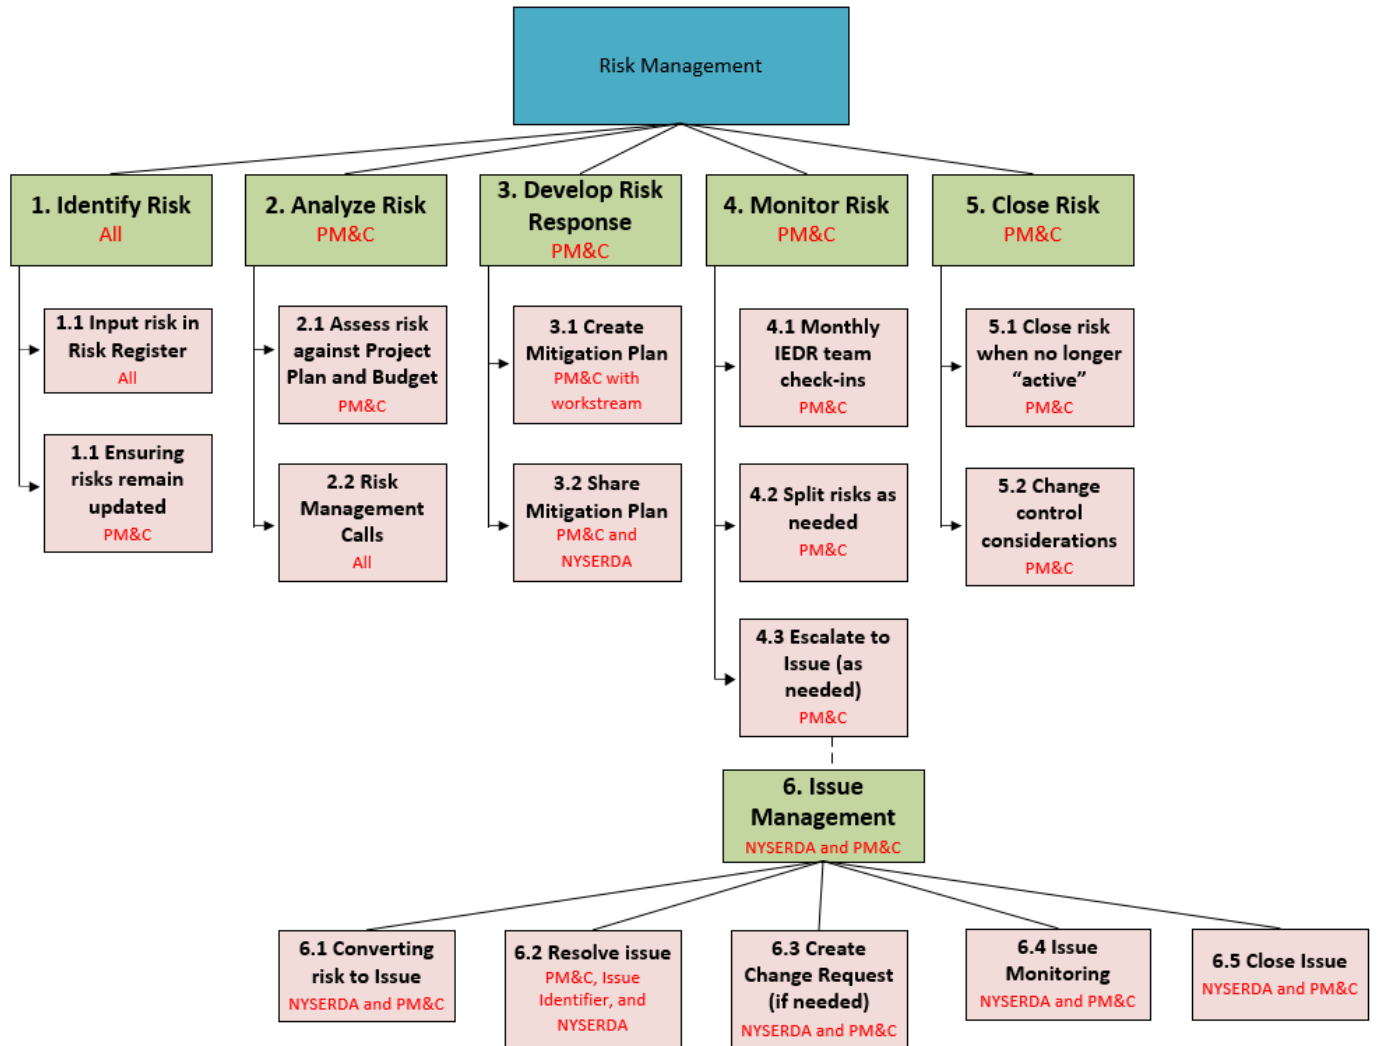 Risk Management
1. Identify Risk
All
2. Analyze Risk
PM&C
3. Develop Risk
Response
PM&C
4. Monitor Risk
PM&C
5. Close Risk
PM&C
1.1 Input risk in
Risk Register
All
1.1 Ensuring
risks remain
updated
PM&C
2.1 Assess risk
against Project
Plan and Budget
PM&C
2.2 Risk
Management
Calls
All
3.1 Create
Mitigation Plan
PM&C with
workstream
3.2 Share
Mitigation Plan
PM&C and
NYSERDA
4.1 Monthly
IEDR team
check-ins
PM&C
4.2 Split risks as
needed
PM&C
4.3 Escalate to
Issue (as
needed)
PM&C
5.1 Close risk
when no longer
“active”
PM&C
5.2 Change
control
considerations
PM&C
6. Issue
Management
NYSERDA and PM&C
6.1 Converting
risk to Issue
NYSERDA and PM&C
6.2 Resolve issue
PM&C, Issue
Identifier, and
NYSERDA
6.3 Create
Change Request
(if needed)
NYSERDA and PM&C
6.4 Issue
Monitoring
NYSERDA and PM&C
6.5 Close Issue
NYSERDA and PM&C